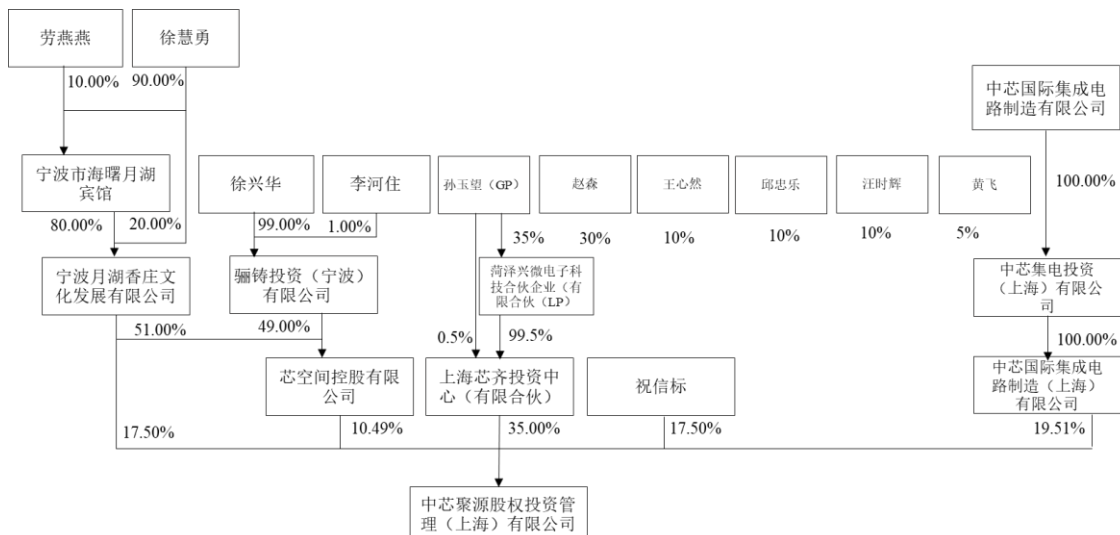 劳燕燕
徐慧勇
10.00%
90.00%
中芯国际集成电
路制造有限公司
宁波市海曙月湖
宾馆
徐兴华
李河住
孙玉望（GP）
赵森
王心然
邱忠乐
汪时辉
黄飞
100.00%
80.00%
20.00%
99.00%
1.00%
35%
30%
10%
10%
10%
5%
宁波月湖香庄文
化发展有限公司
骊铸投资（宁波）
有限公司
菏泽兴微电子科
技合伙企业（有
限合伙（LP）
中芯集电投资
（上海）有限公
司
51.00%
49.00%
0.5%
99.5%
100.00%
芯空间控股有限
公司
上海芯齐投资中
心（有限合伙）
祝信标
中芯国际集成电
路制造（上海）
有限公司
17.50%
10.49%
35.00%
17.50%
19.51%
中芯聚源股权投资管
理（上海）有限公司